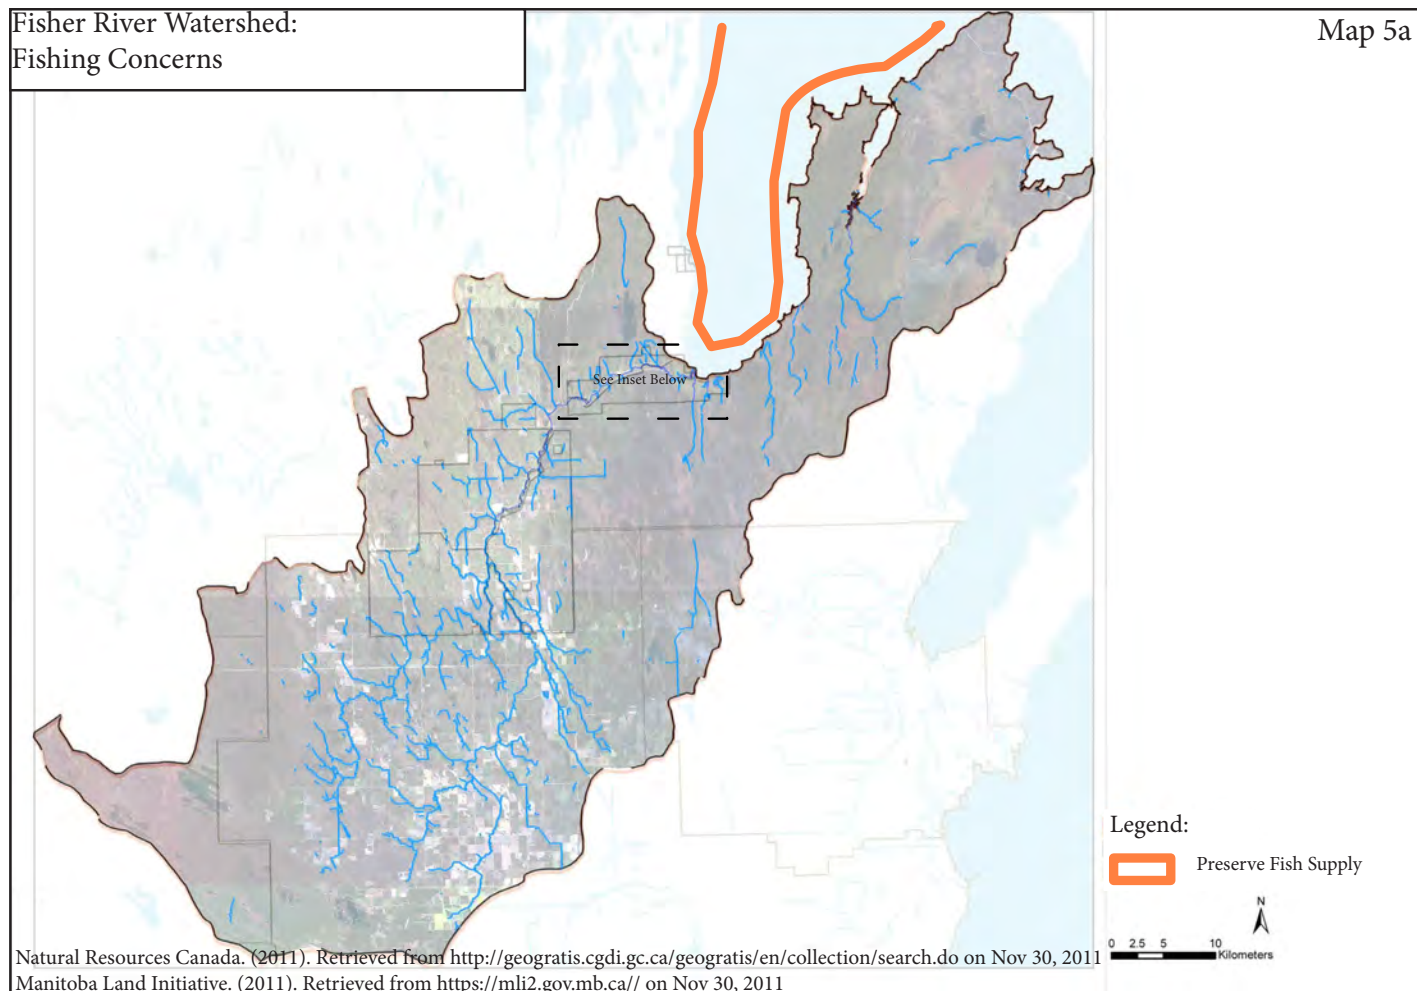 Fisher River Watershed:
Fishing Concerns
Map 5a
See Inset Below
Legend:
Preserve Fish Supply
N
0 2.5 5 10
Kilometers
Natural Resources Canada. (2011). Retrieved from http://geogratis.cgdi.gc.ca/geogratis/en/collection/search.do on Nov 30, 2011
Manitoba Land Initiative. (2011). Retrieved from https://mli2.gov.mb.ca// on Nov 30, 2011